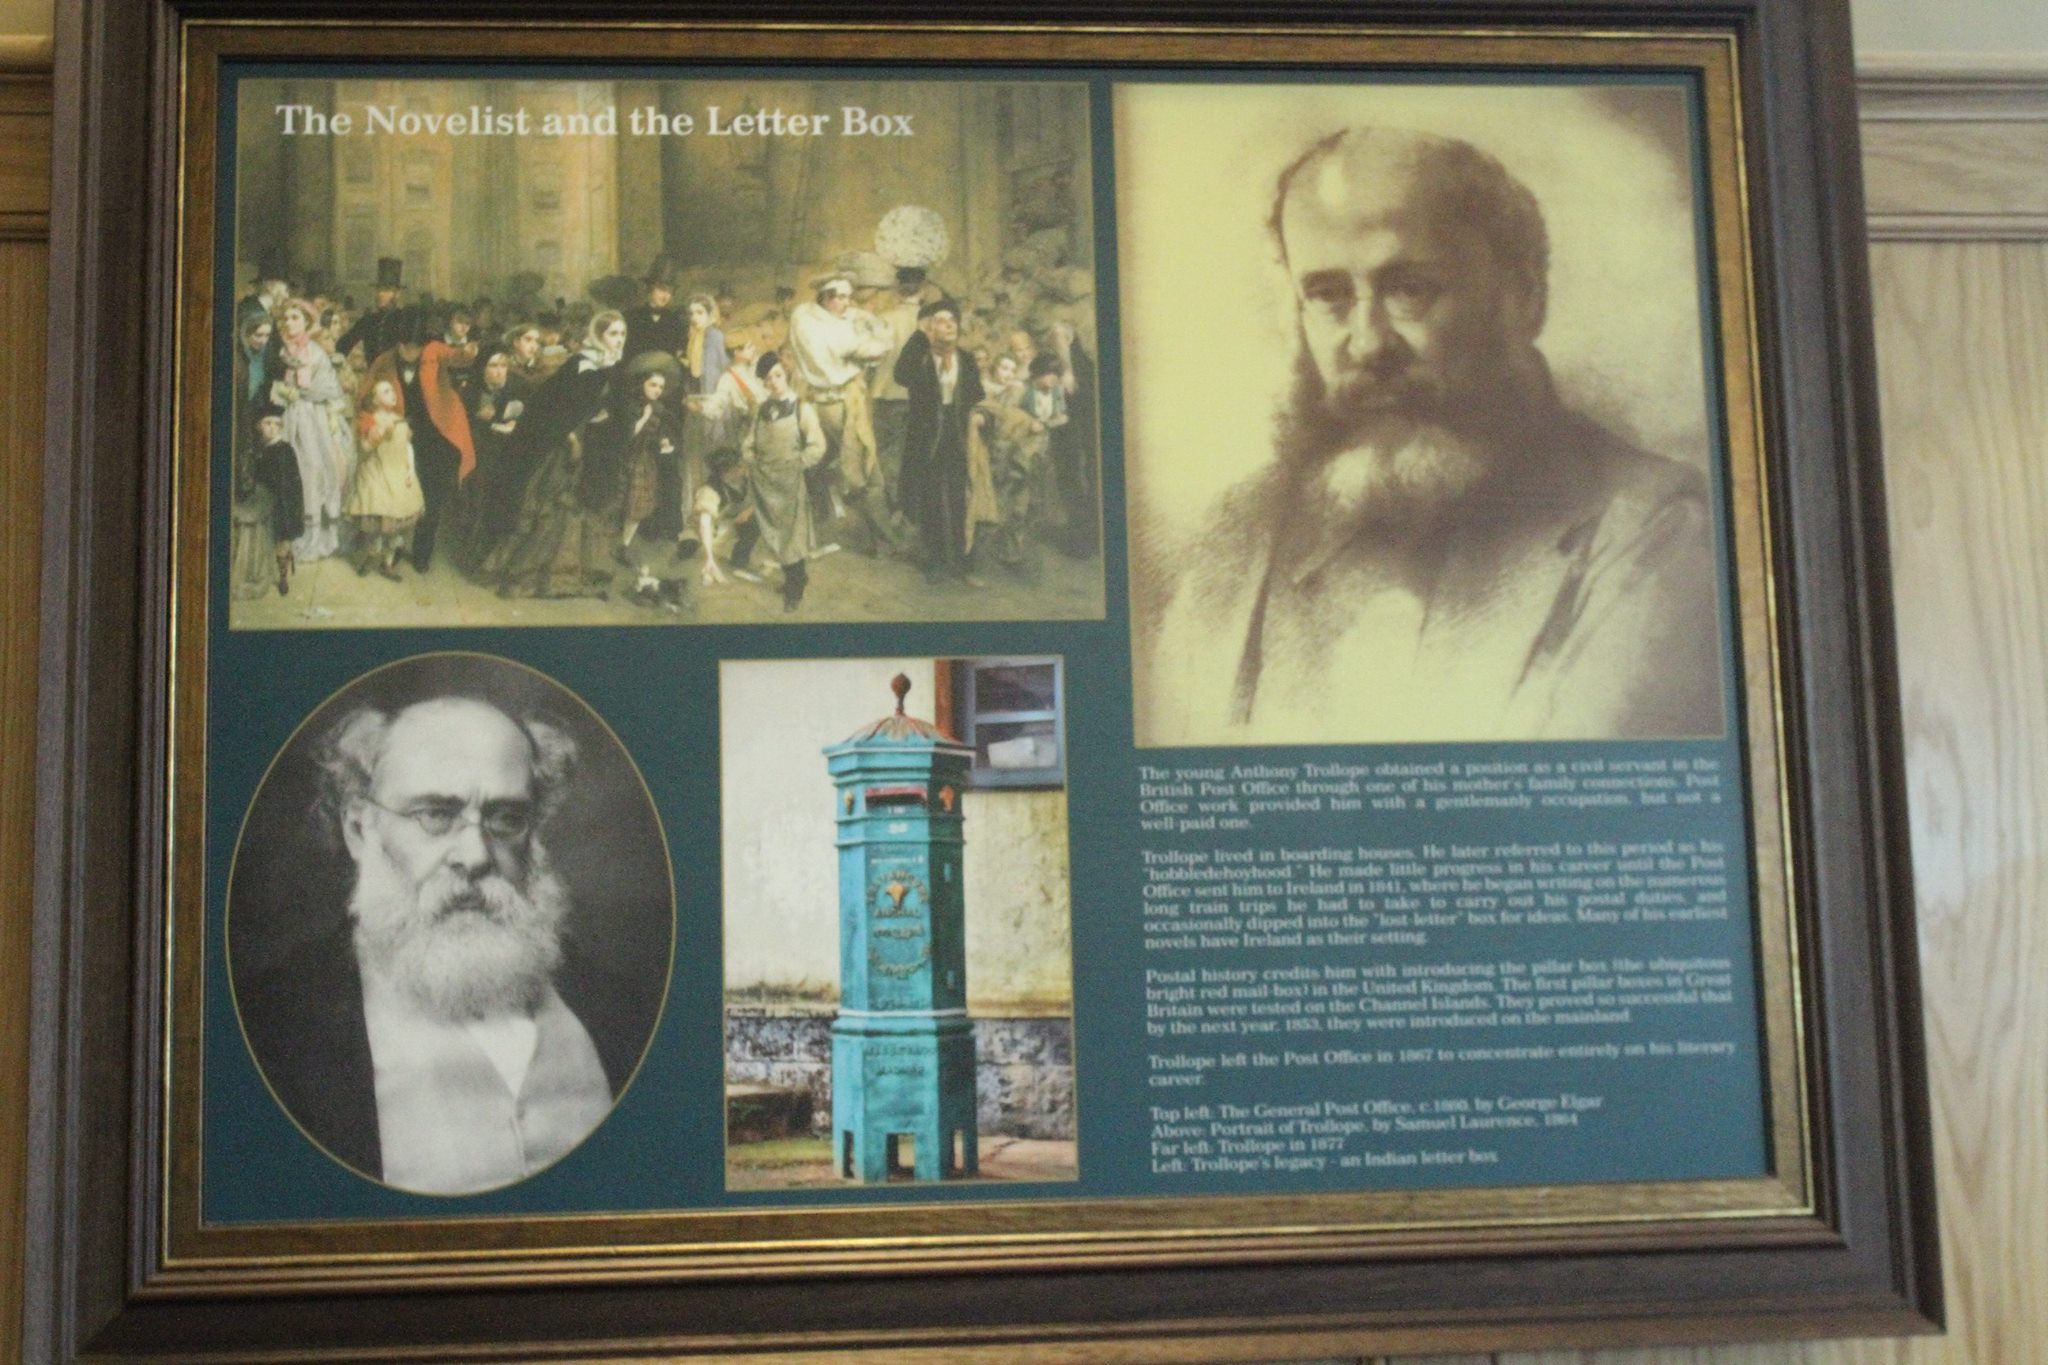 The Novelist and the Letter Box
The young Anthony Trollope obtained a position as a civil servant in the
British Post Office through one of his mother's family connections. Post
Office work provided him with a gentlemanly occupation, but not a
well-paid one.
Trollope lived in boarding houses. He later referred to this period as his
"hobbledehoyhood." He made little progress in his career until the Post
Office sent him to Ireland in 1841, where he began writing on the numerous
long train trips he had to take to carry out his postal duties, and
occasionally dipped into the "lost letter" box for ideas. Many of his earliest
novels have Ireland as their setting.
Postal history credits him with introducing the pillar box (the ubiquitous
bright red mail-box) in the United Kingdom. The first pillar boxes in Great
Britain were tested on the Channel Islands. They proved so successful that
by the next year, 1853, they were introduced on the mainland.
Trollope left the Post Office in 1867 to concentrate entirely on his literary
career.
Top left: The General Post Office, c.1860, by George Elgar
Above: Portrait of Trollope, by Samuel Laurence, 1864
Far left: Trollope in 1877
Left: Trollope's legacy - an Indian letter box